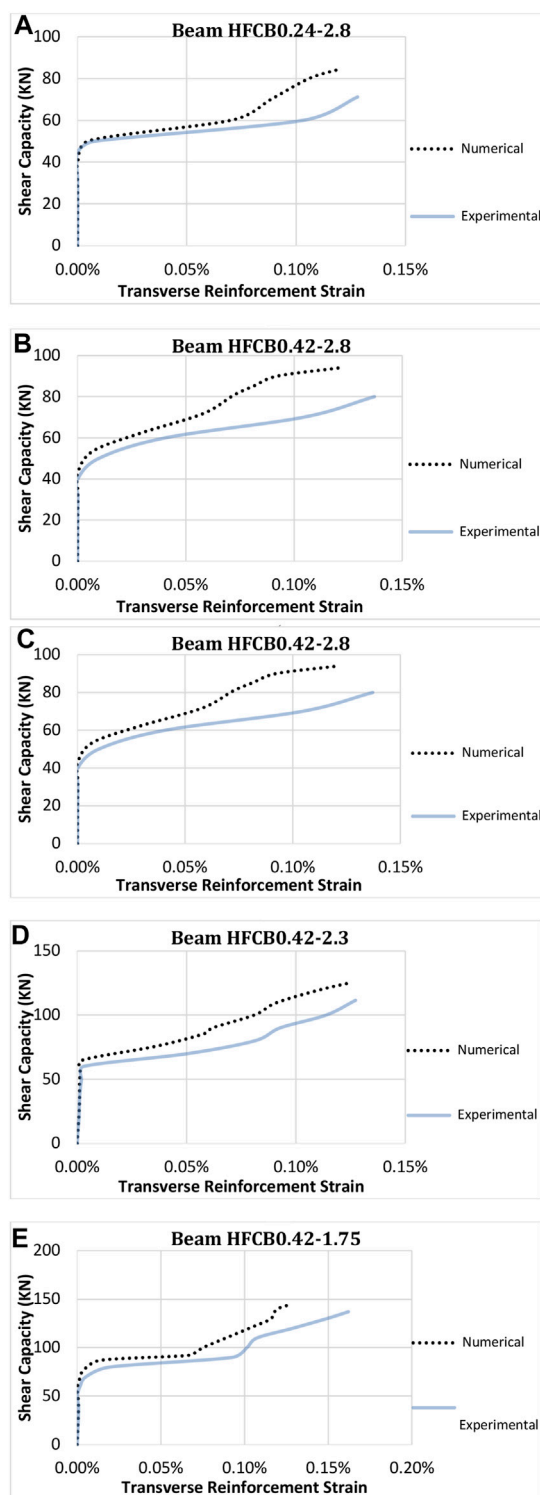 A
Beam HFCB0.24-2.8
Shear Capacity (KN)
100
80
60
40
20
0
0.00% 0.05% 0.10% 0.15%
Transverse Reinforcement Strain
Numerical
Experimental
B
Beam HFCB0.42-2.8
Shear Capacity (KN)
100
80
60
40
20
0
0.00% 0.05% 0.10% 0.15%
Transverse Reinforcement Strain
Numerical
Experimental
C
Beam HFCB0.42-2.8
Shear Capacity (KN)
100
80
60
40
20
0
0.00% 0.05% 0.10% 0.15%
Transverse Reinforcement Strain
Numerical
Experimental
D
Beam HFCB0.42-2.3
Shear Capacity (KN)
150
100
50
0
0.00% 0.05% 0.10% 0.15%
Transverse Reinforcement Strain
Numerical
Experimental
E
Beam HFCB0.42-1.75
Shear Capacity (KN)
200
150
100
50
0
0.00% 0.05% 0.10% 0.15% 0.20%
Transverse Reinforcement Strain
Numerical
Experimental